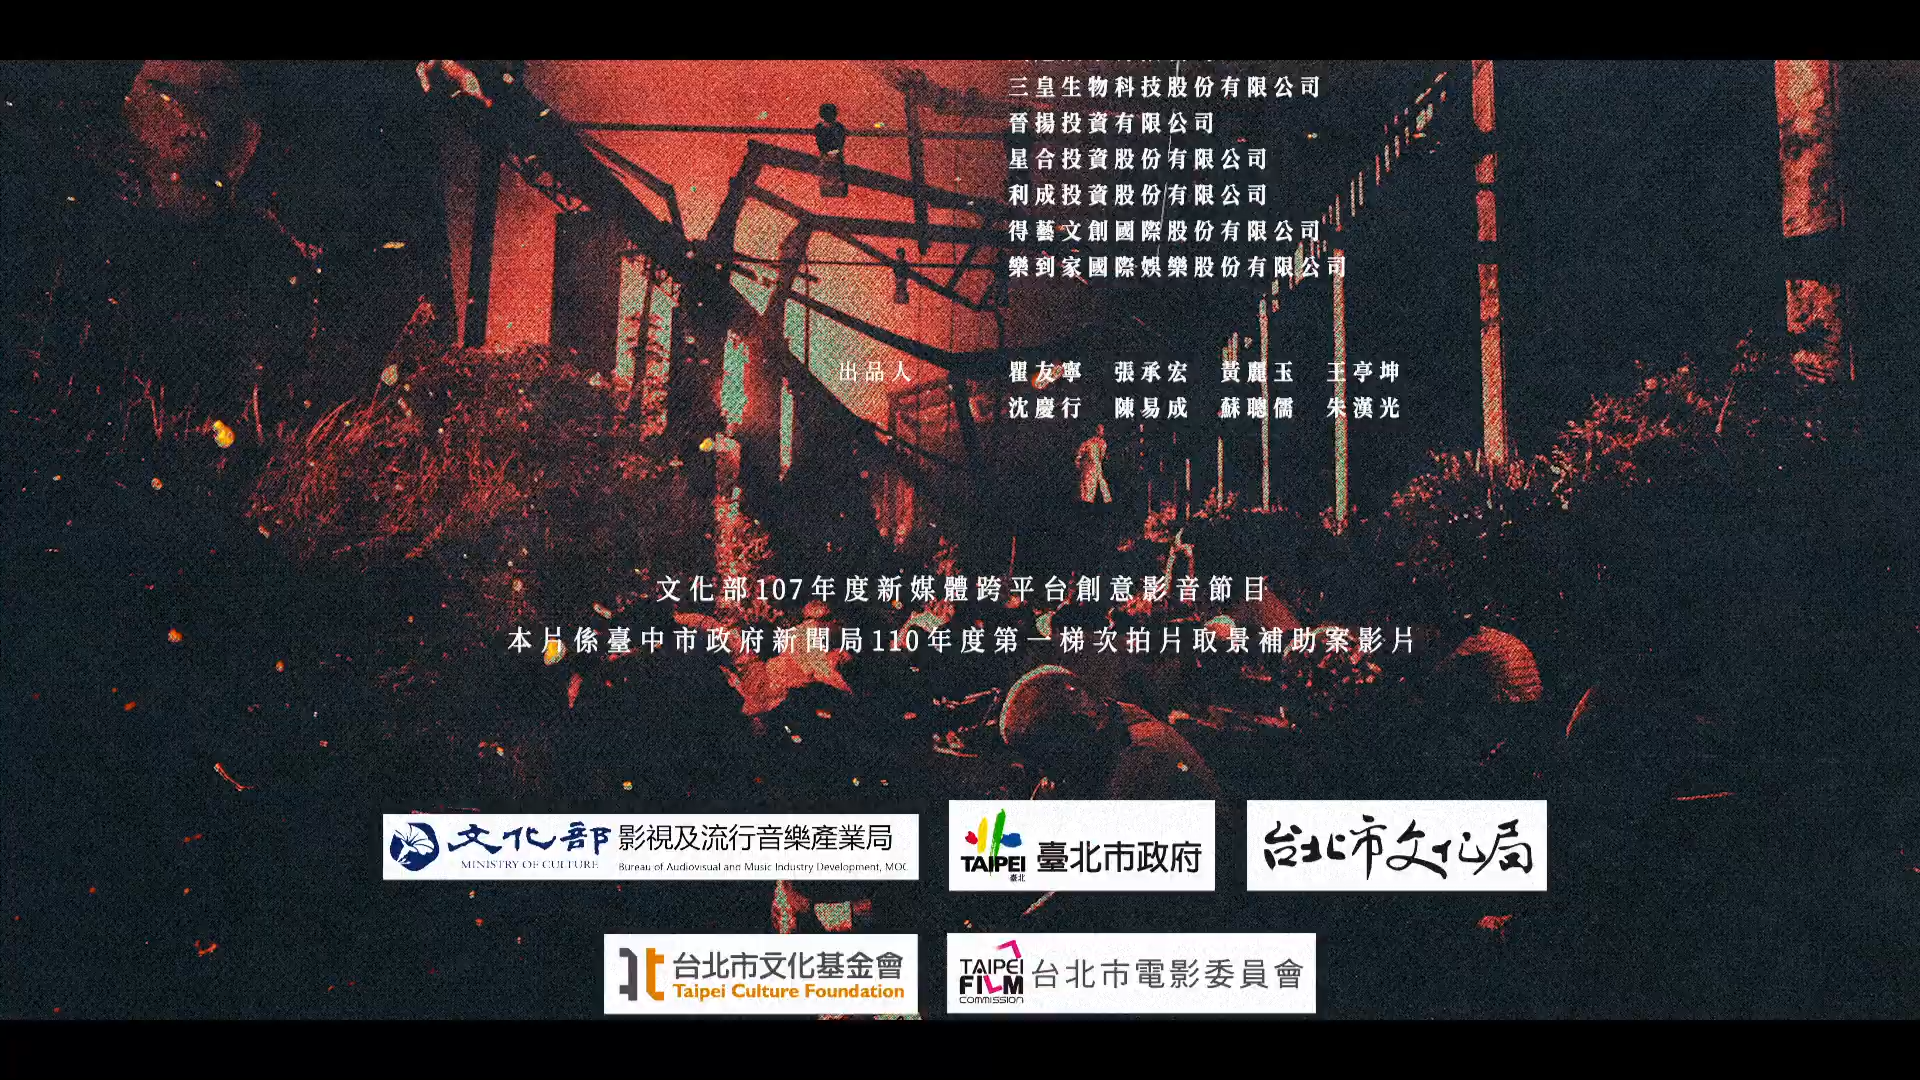 三皇生物科技股份有限公司
晉揚投資有限公司
星合投資股份有限公司
利成投資股份有限公司
得藝文創國際股份有限公司
樂到家國際娛樂股份有限公司
出品人 瞿友寧 張承宏 黃麗玉 王亭坤
沈慶行 陳易成 蘇聰儒 朱漢光
文化部107年度新媒體跨平台創意影音節目
本片係臺中市政府新聞局110年度第一梯次拍片取景補助案影片
文化部 影視及流行音樂產業局
MINISTRY OF CULTURE Bureau of Audiovisual and Music Industry Development, MOC
TAIPEI 臺北 臺北市政府
台北市文化局
台北市文化基金會
Taipei Culture Foundation
TAIPEI FILM COMMISSION 台北市電影委員會